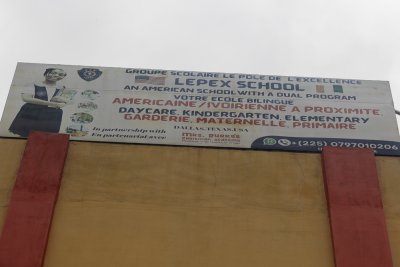 GROUPE SCOLAIRE LE POLE DE L'EXCELLENCE
LEPEX SCHOOL
AN AMERICAN SCHOOL WITH A DUAL PROGRAM
VOTRE ECOLE BILINGUE
AMERICAINE/IVOIRIENNE A PROXIMITE
DAYCARE, KINDERGARTEN, ELEMENTARY
GARDERIE, MATERNELLE, PRIMAIRE
In partnership with
En partenariat avec
DALLAS, TEXAS, USA
+(225) 0797010206